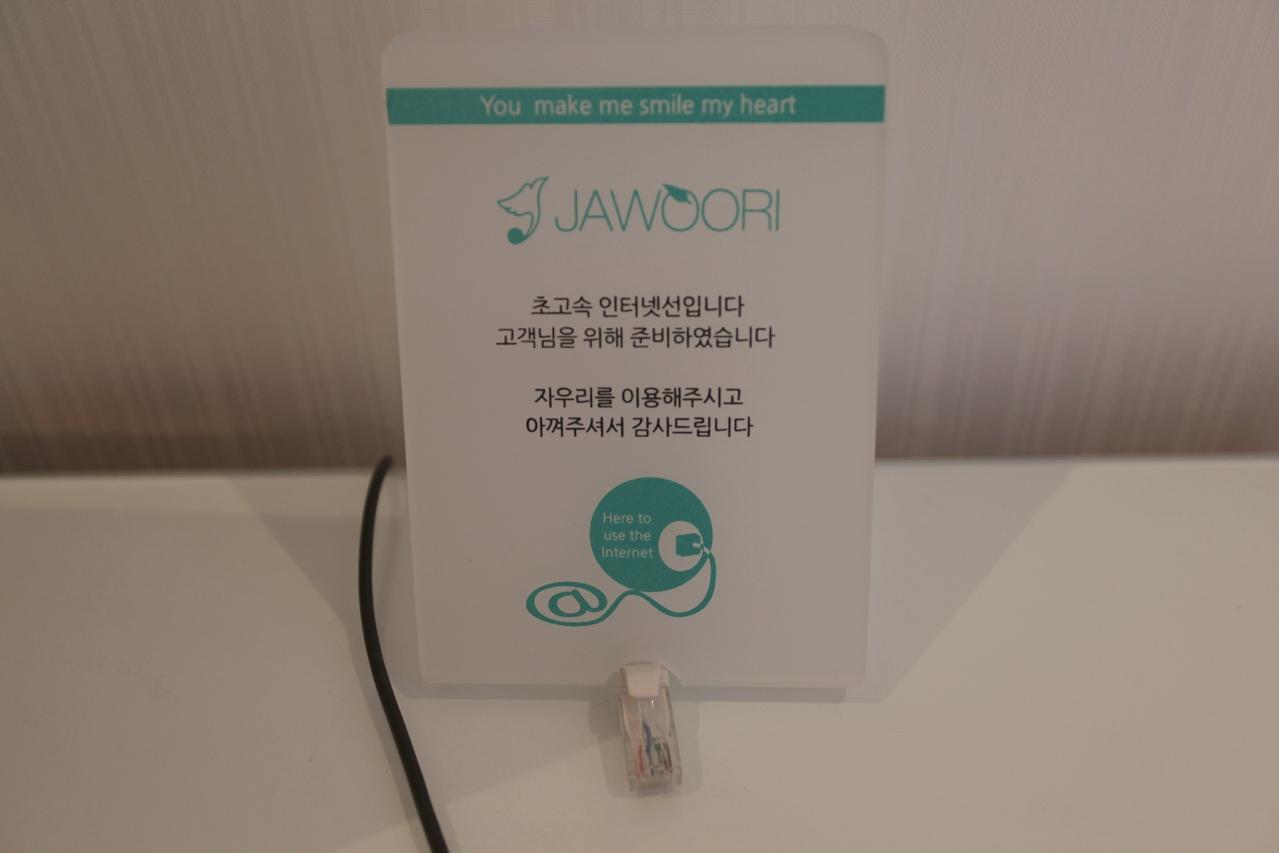 You make me smile my heart
JAWOORI
초고속 인터넷선입니다
고객님을 위해 준비하였습니다
자우리를 이용해주시고
아껴주셔서 감사드립니다
Here to
use the
Internet
@